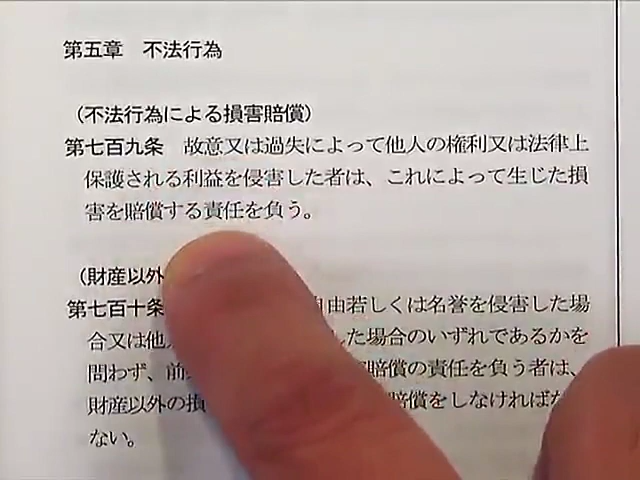 第五章　不法行為
（不法行為による損害賠償）
第七百九条　故意又は過失によって他人の権利又は法律上
保護される利益を侵害した者は、これによって生じた損
害を賠償する責任を負う。
（財産以外
第七百十条 由若しくは名誉を侵害した場
合又は他 した場合のいずれであるかを
問わず、前 賠償の責任を負う者は、
財産以外の損 賠償をしなければ
ない。